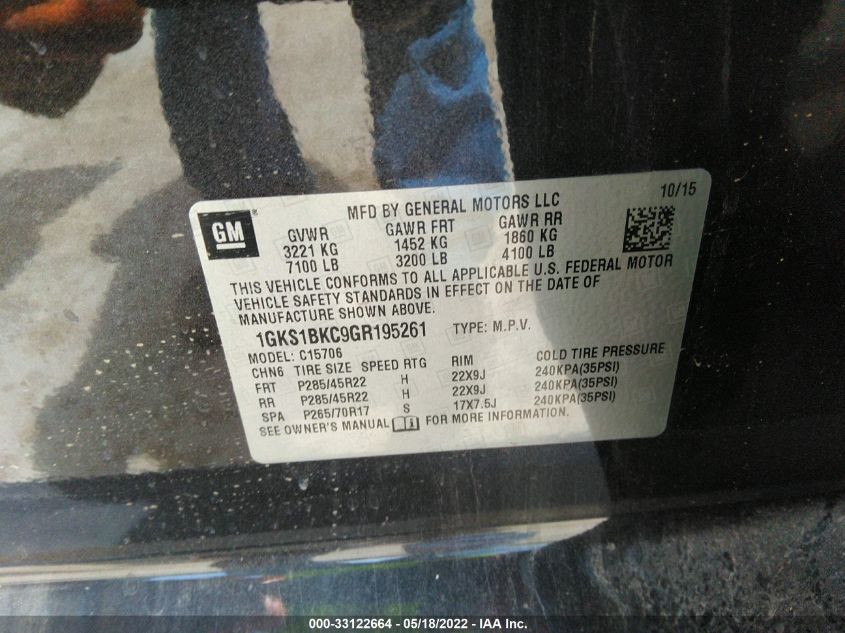 10/15
MFD BY GENERAL MOTORS LLC
GM
GVWR GAWR FRT GAWR RR
3221 KG 1452 KG 1860 KG
7100 LB 3200 LB 4100 LB
THIS VEHICLE CONFORMS TO ALL APPLICABLE U.S. FEDERAL MOTOR
VEHICLE SAFETY STANDARDS IN EFFECT ON THE DATE OF
MANUFACTURE SHOWN ABOVE.
1GKS1BKC9GR195261 TYPE: M.P.V.
MODEL: C15706
CHN6 TIRE SIZE SPEED RTG RIM COLD TIRE PRESSURE
FRT P285/45R22 H 22X9J 240KPA(35PSI)
RR P285/45R22 H 22X9J 240KPA(35PSI)
SPA P265/70R17 S 17X7.5J 240KPA(35PSI)
SEE OWNER'S MANUAL FOR MORE INFORMATION.
000-33122664 - 05/18/2022 - IAA Inc.